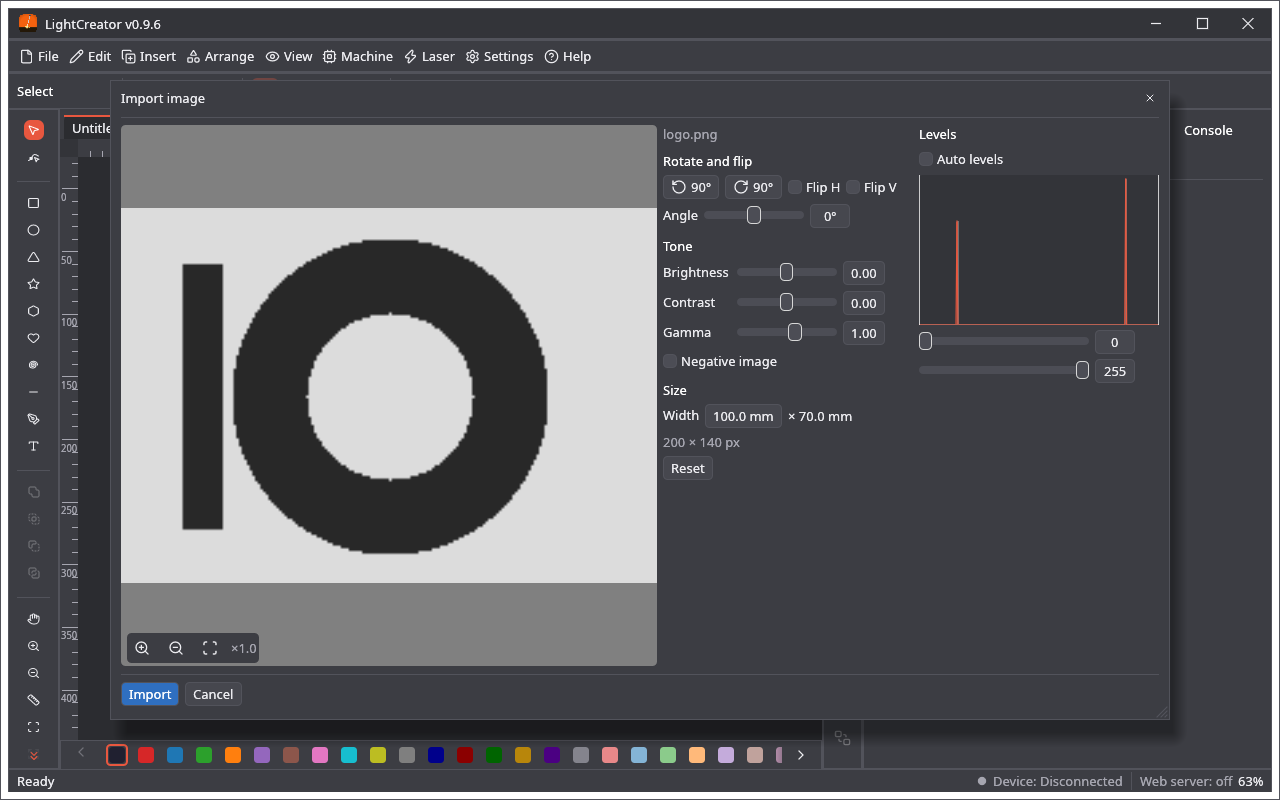 LightCreator v0.9.6
File Edit Insert Arrange View Machine Laser Settings Help
Select
Import image
Untitle
Console
logo.png
Rotate and flip
90° 90° Flip H Flip V
Angle 0°
Tone
Brightness 0.00
Contrast 0.00
Gamma 1.00
Negative image
Size
Width 100.0 mm × 70.0 mm
200 × 140 px
Reset
Levels
Auto levels
0
255
0
50
100
150
200
250
300
350
400
×1.0
Import Cancel
Ready
Device: Disconnected
Web server: off 63%